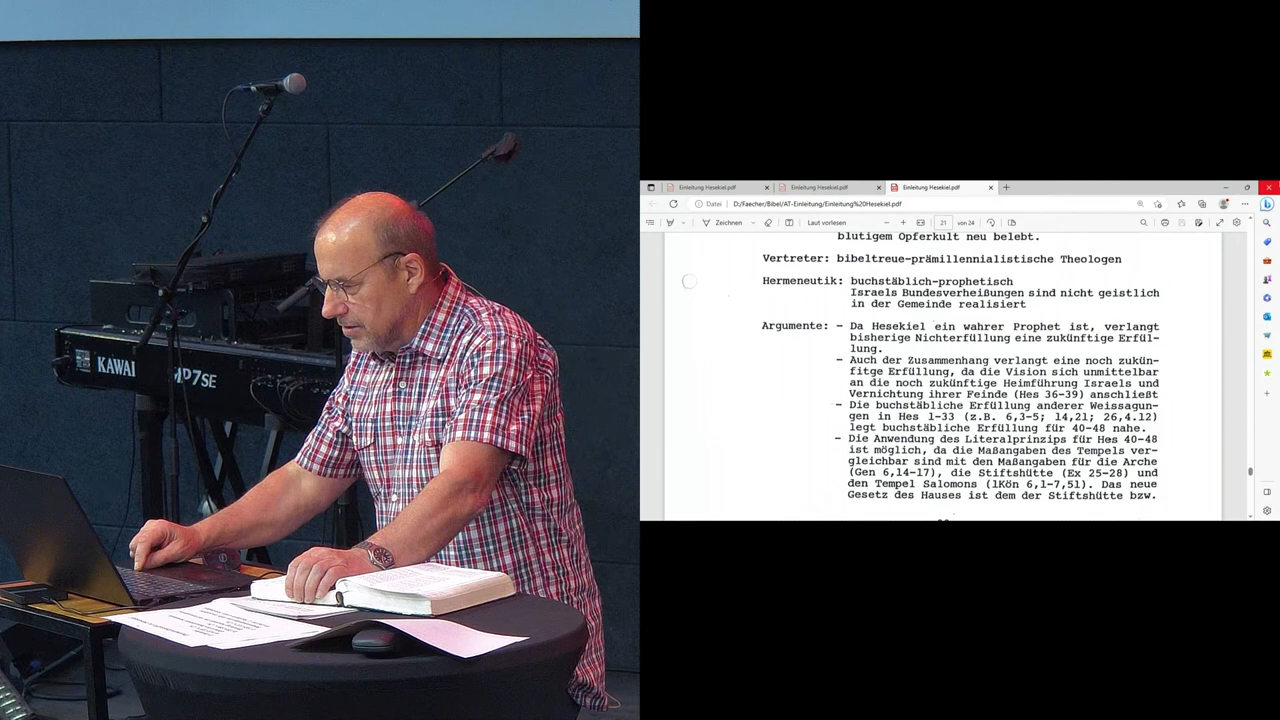 KAWAI MP7SE
Einleitung Hesekiel.pdf
Einleitung Hesekiel.pdf
Einleitung Hesekiel.pdf
Datei D:/Faecher/Bibel/AT-Einleitung/Einleitung%20Hesekiel.pdf
Zeichnen Laut vorlesen 21 von 24
blutigem Opferkult neu belebt.
Vertreter: bibeltreue-prämillennialistische Theologen
Hermeneutik: buchstäblich-prophetisch
Israels Bundesverheißungen sind nicht geistlich
in der Gemeinde realisiert
Argumente: - Da Hesekiel ein wahrer Prophet ist, verlangt
bisherige Nichterfüllung eine zukünftige Erfül-
lung.
- Auch der Zusammenhang verlangt eine noch zukün-
fitge Erfüllung, da die Vision sich unmittelbar
an die noch zukünftige Heimführung Israels und
Vernichtung ihrer Feinde (Hes 36-39) anschließt
- Die buchstäbliche Erfüllung anderer Weissagun-
gen in Hes 1-33 (z.B. 6,3-5; 14,21; 26,4.12)
legt buchstäbliche Erfüllung für 40-48 nahe.
- Die Anwendung des Literalprinzips für Hes 40-48
ist möglich, da die Maßangaben des Tempels ver-
gleichbar sind mit den Maßangaben für die Arche
(Gen 6,14-17), die Stiftshütte (Ex 25-28) und
den Tempel Salomons (1Kön 6,1-7,51). Das neue
Gesetz des Hauses ist dem der Stiftshütte bzw.